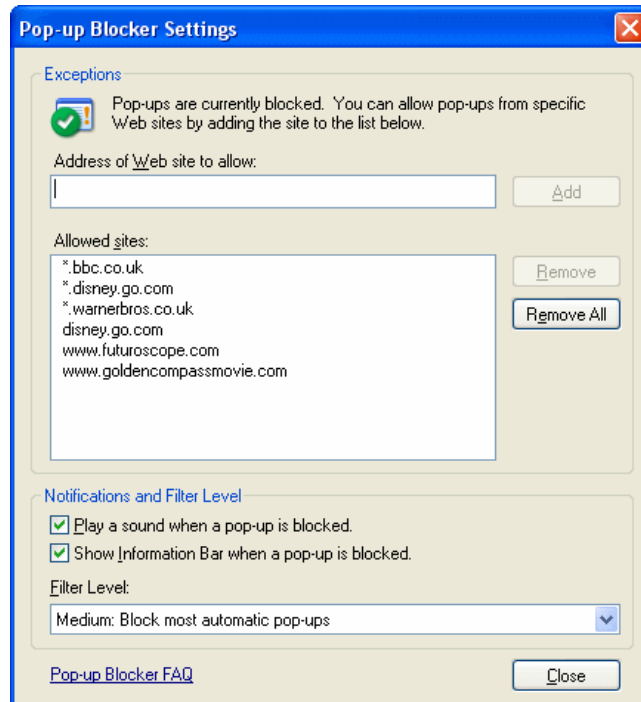 Pop-up Blocker Settings
Exceptions
Pop-ups are currently blocked. You can allow pop-ups from specific
Web sites by adding the site to the list below.
Address of Web site to allow:
Add
Allowed sites:
*.bbc.co.uk
*.disney.go.com
*.warnerbros.co.uk
disney.go.com
www.futuroscope.com
www.goldencompassmovie.com
Remove
Remove All
Notifications and Filter Level
Play a sound when a pop-up is blocked.
Show Information Bar when a pop-up is blocked.
Filter Level:
Medium: Block most automatic pop-ups
Pop-up Blocker FAQ
Close